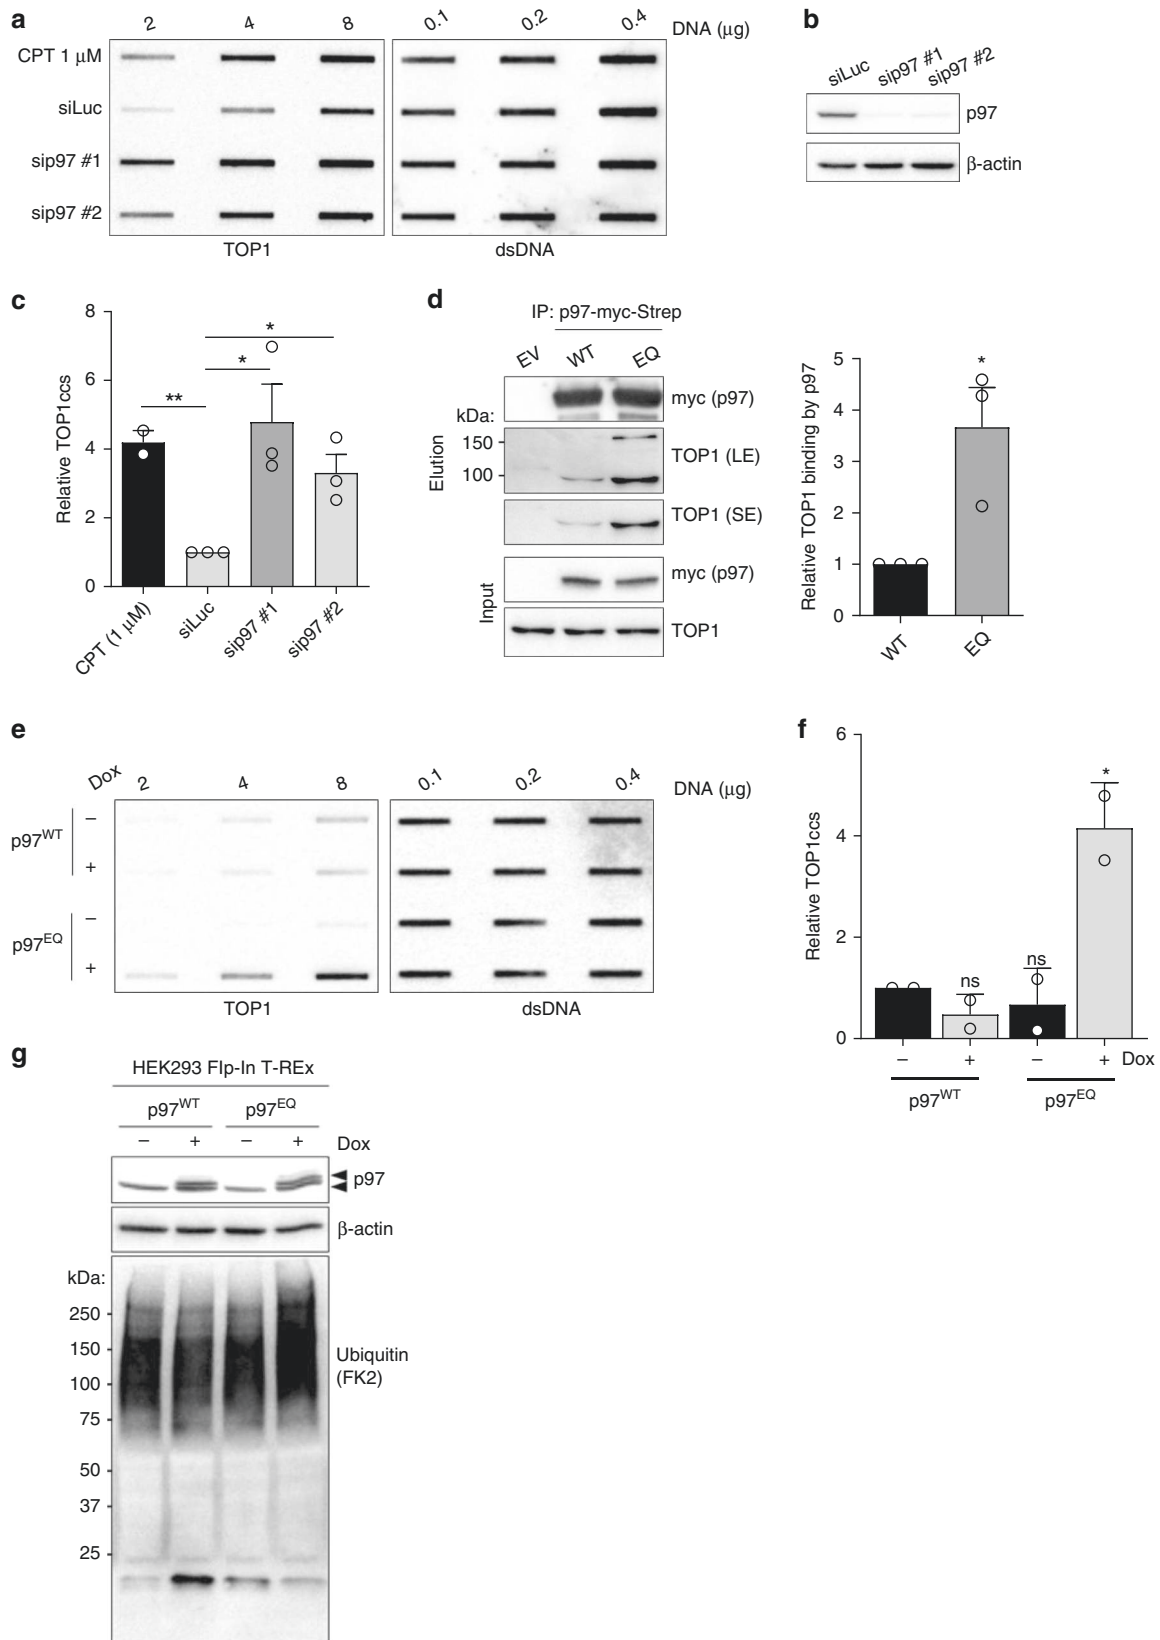 a
2 4 8 0.1 0.2 0.4 DNA (μg)
CPT 1 μM
siLuc
sip97 #1
sip97 #2
TOP1 dsDNA
b
siLuc sip97 #1 sip97 #2
p97
β-actin
c
Relative TOP1ccs
8
6
4
2
0
** * *
CPT (1 μM) siLuc sip97 #1 sip97 #2
d
IP: p97-myc-Strep
EV WT EQ
myc (p97)
kDa:
Elution
150
100
TOP1 (LE)
TOP1 (SE)
Input
myc (p97)
TOP1
Relative TOP1 binding by p97
5
4
3
2
1
0
*
WT EQ
e
Dox 2 4 8 0.1 0.2 0.4 DNA (μg)
p97WT
–
+
p97EQ
–
+
TOP1 dsDNA
f
Relative TOP1ccs
6
4
2
0
ns ns *
– + – + Dox
p97WT p97EQ
g
HEK293 Flp-In T-REx
p97WT p97EQ
– + – + Dox
p97
β-actin
kDa:
250
150
100
75
50
37
25
Ubiquitin
(FK2)